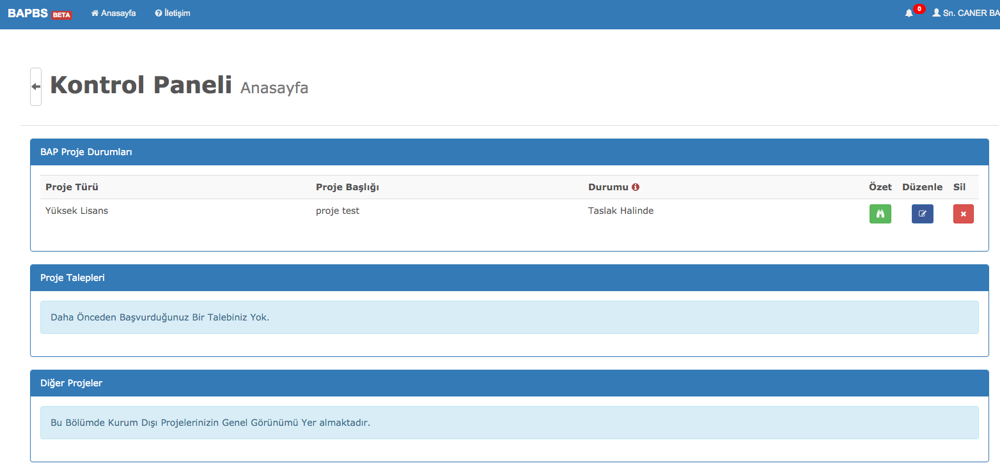 BAPBS BETA Anasayfa İletişim 0 Sn. CANER BA
Kontrol Paneli Anasayfa
BAP Proje Durumları
Proje Türü Proje Başlığı Durumu Özet Düzenle Sil
Yüksek Lisans proje test Taslak Halinde
Proje Talepleri
Daha Önceden Başvurduğunuz Bir Talebiniz Yok.
Diğer Projeler
Bu Bölümde Kurum Dışı Projelerinizin Genel Görünümü Yer almaktadır.